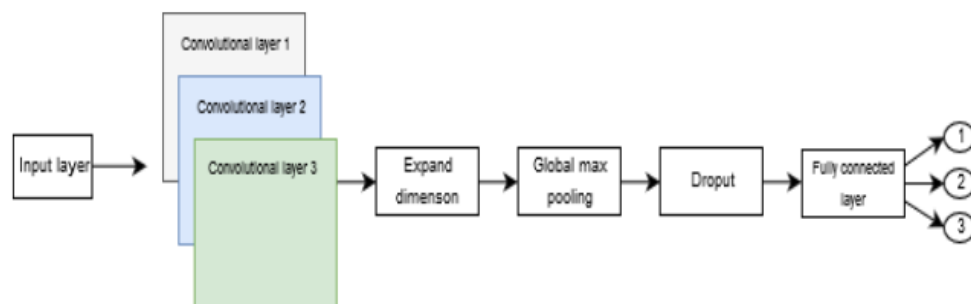 Input layer
Convolutional layer 1
Convolutional layer 2
Convolutional layer 3
Expand
dimenson
Global max
pooling
Droput
Fully connected
layer
1
2
3